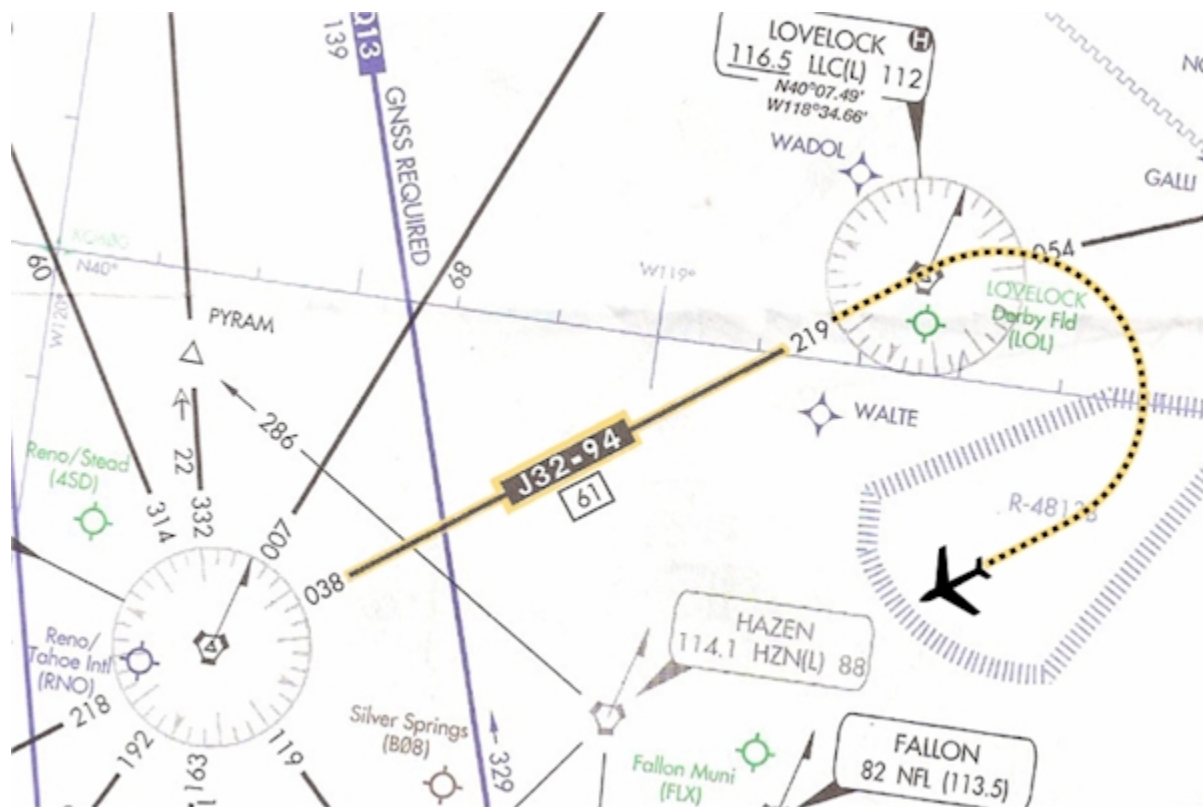 Q13
139
GNSS REQUIRED
LOVELOCK H
116.5 LLC(L) 112
N40°07.49'
W118°34.66'
WADOL
GALLI
054
60
N40°
W120°
68
W119°
LOVELOCK
Derby Fld
(LOL)
PYRAM
219
WALTE
286
J32-94
61
Reno/Stead
(4SD)
22
314
332
007
038
Reno/
Tahoe Intl
(RNO)
218
192
119
HAZEN
114.1 HZN(L) 88
Silver Springs
(B08)
329
Fallon Muni
(FLX)
FALLON
82 NFL (113.5)